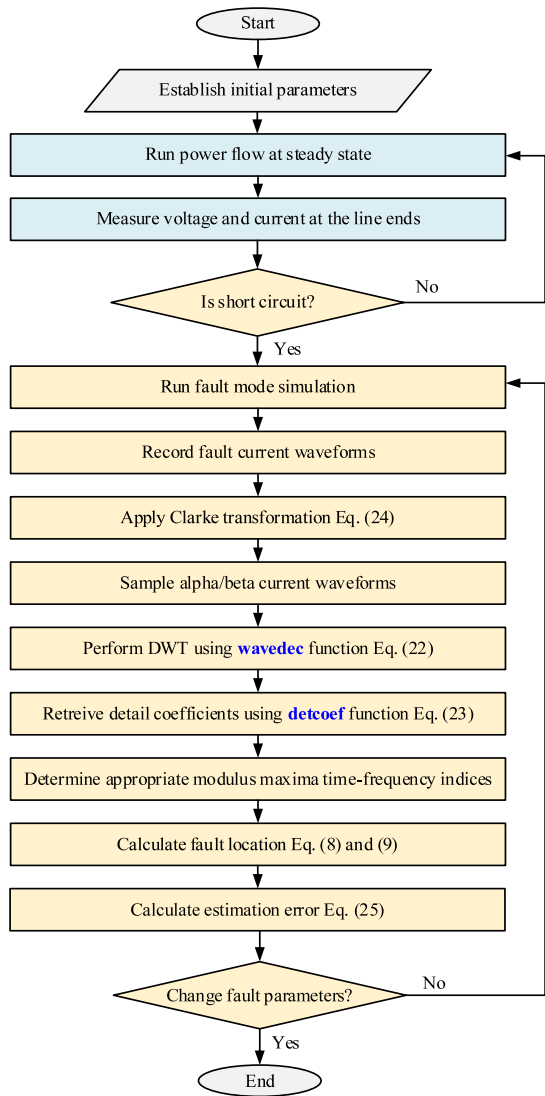 Start
Establish initial parameters
Run power flow at steady state
Measure voltage and current at the line ends
Is short circuit?
No
Yes
Run fault mode simulation
Record fault current waveforms
Apply Clarke transformation Eq. (24)
Sample alpha/beta current waveforms
Perform DWT using wavedec function Eq. (22)
Retreive detail coefficients using detcoef function Eq. (23)
Determine appropriate modulus maxima time-frequency indices
Calculate fault location Eq. (8) and (9)
Calculate estimation error Eq. (25)
Change fault parameters?
No
Yes
End